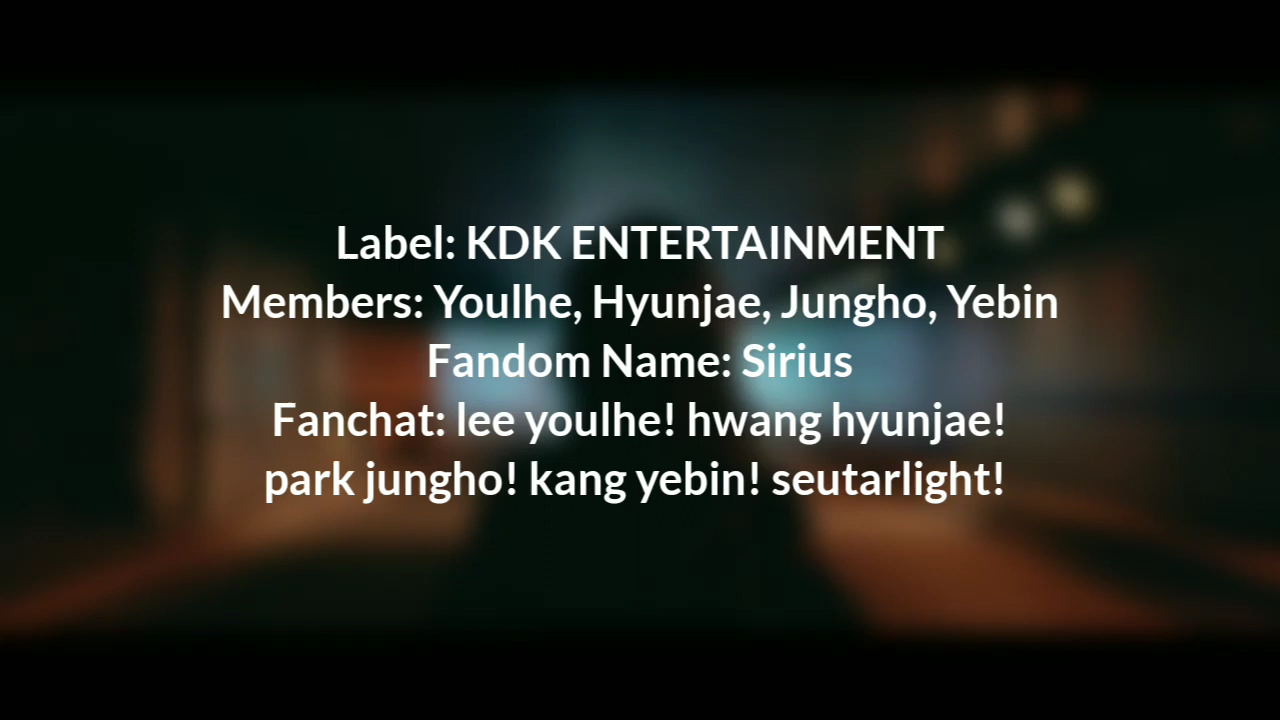 Label: KDK ENTERTAINMENT
Members: Youlhe, Hyunjae, Jungho, Yebin
Fandom Name: Sirius
Fanchat: lee youlhe! hwang hyunjae!
park jungho! kang yebin! seutarlight!